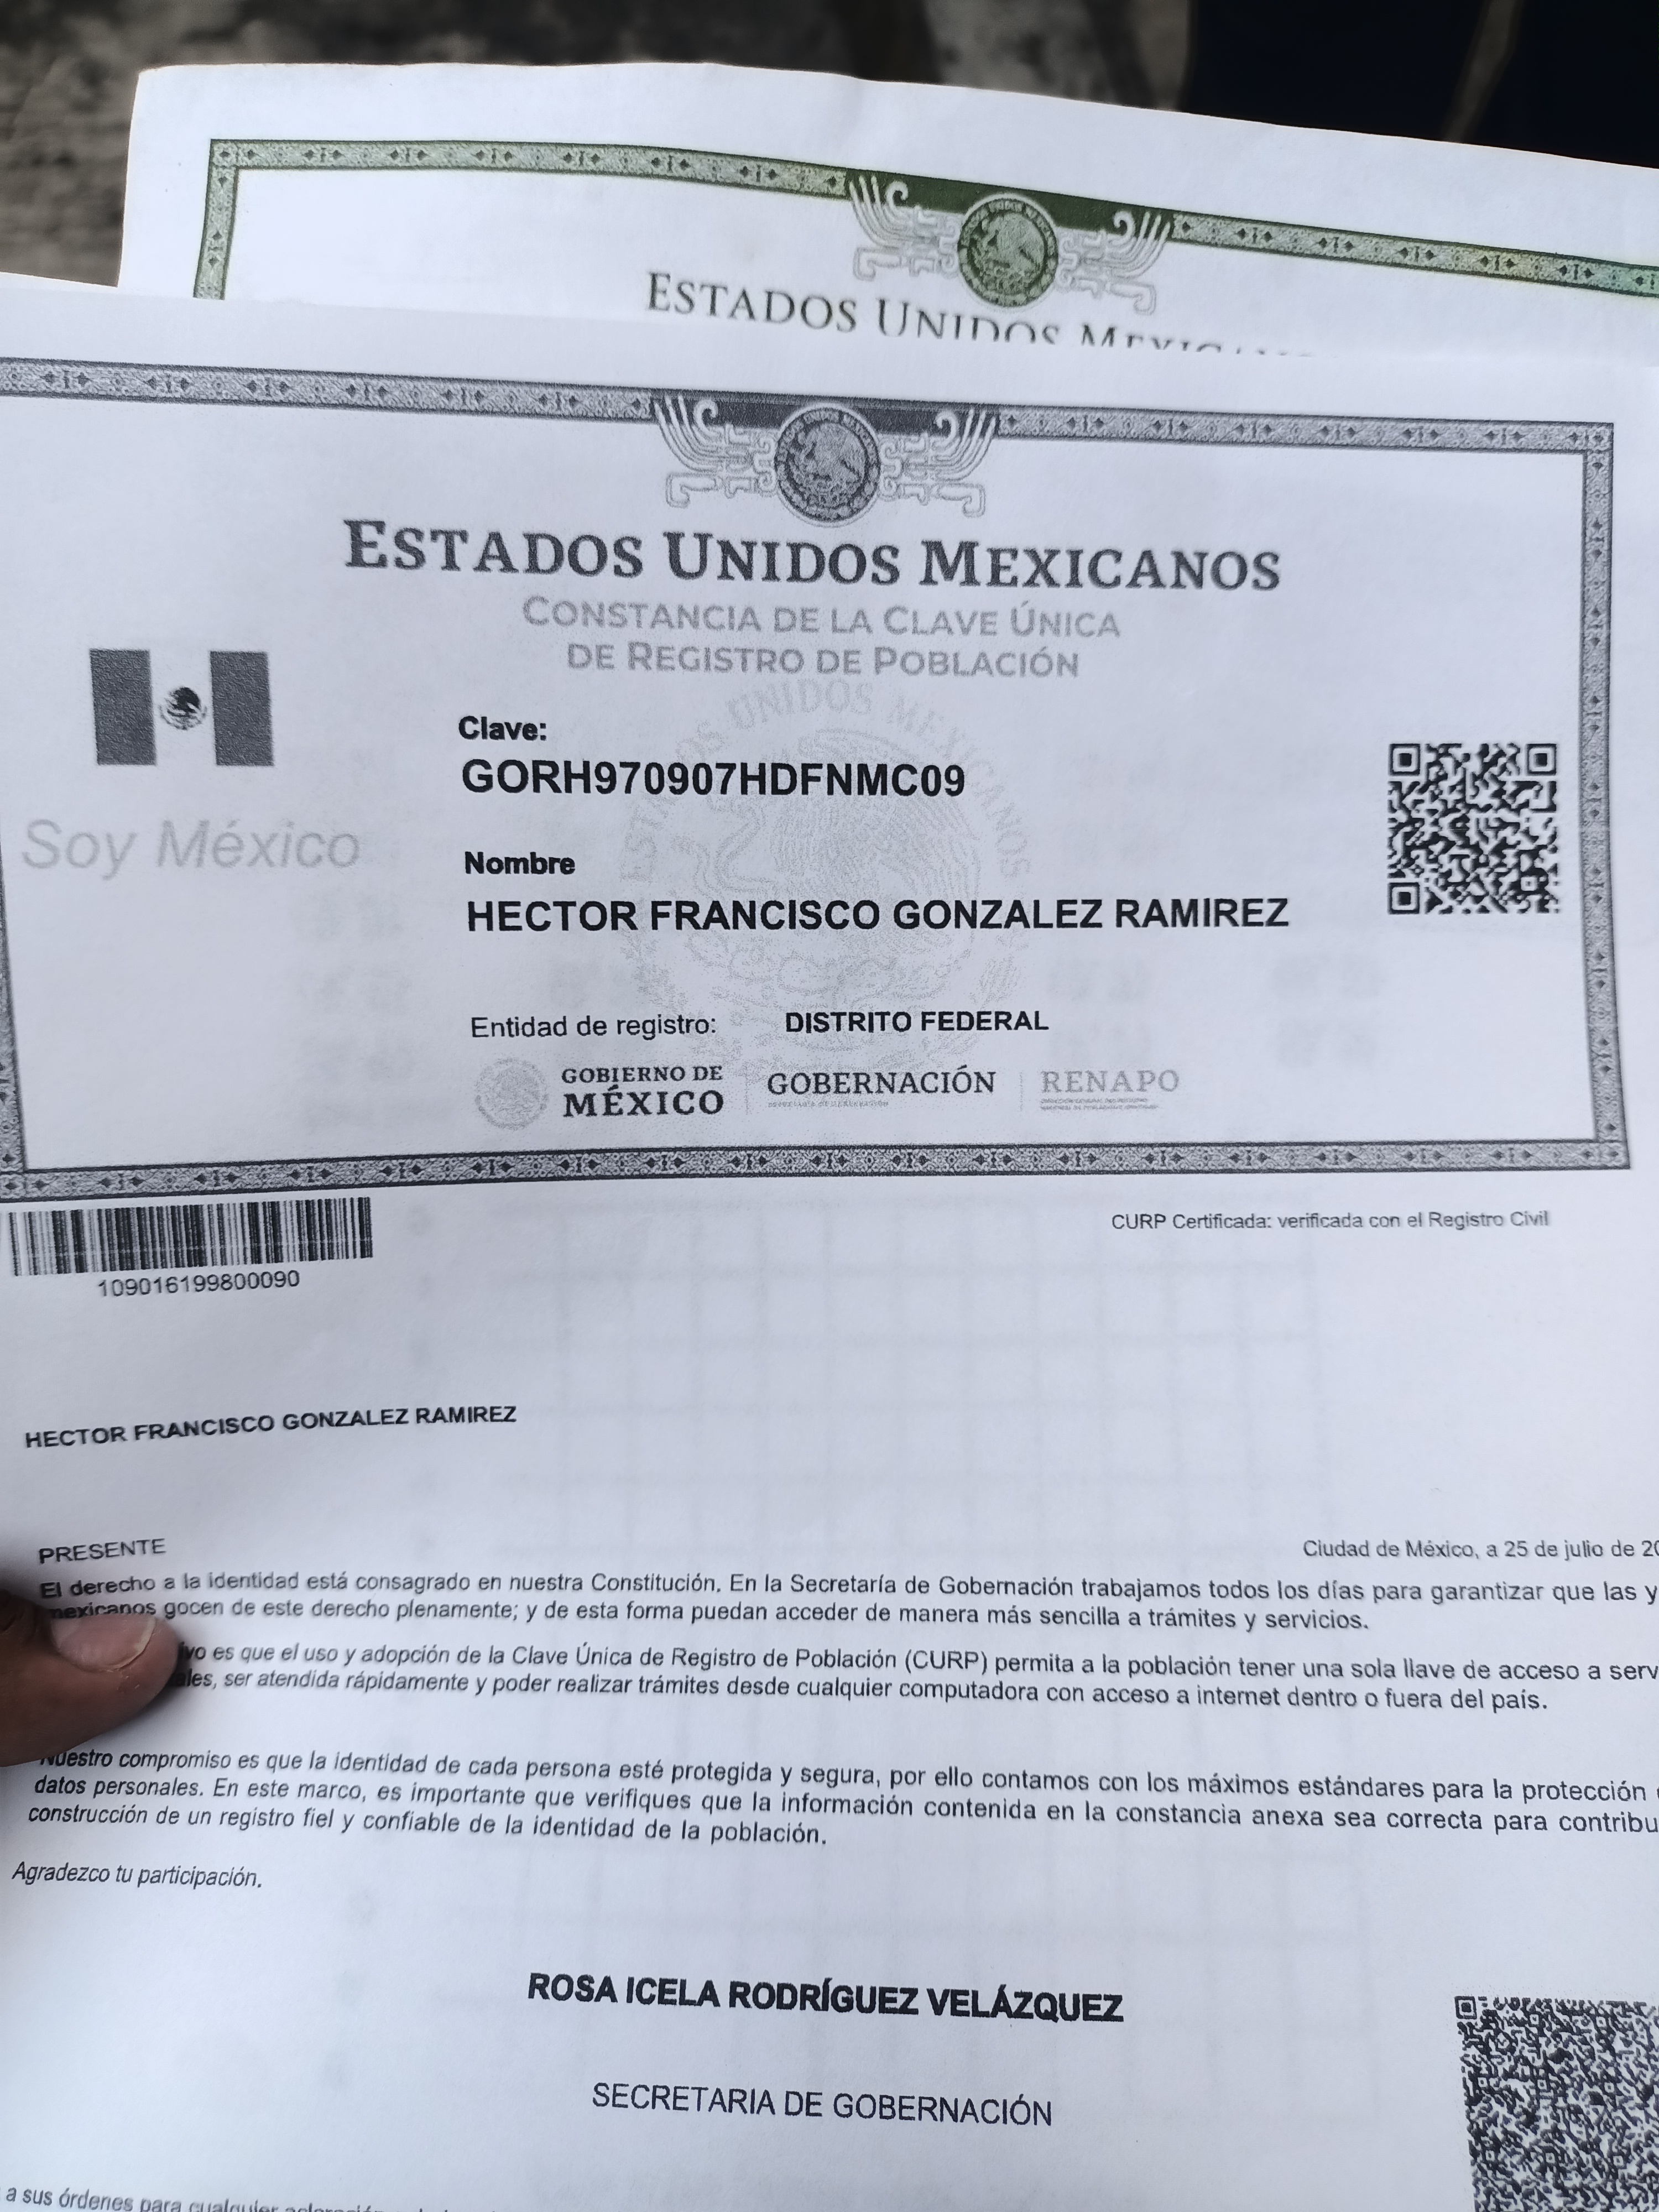 ESTADOS UNIDOS
ESTADOS UNIDOS MEXICANOS
CONSTANCIA DE LA CLAVE ÚNICA
DE REGISTRO DE POBLACIÓN
Soy México
Clave:
GORH970907HDFNMC09
Nombre
HECTOR FRANCISCO GONZALEZ RAMIREZ
Entidad de registro: DISTRITO FEDERAL
GOBIERNO DE
MÉXICO
GOBERNACIÓN
RENAPO
CURP Certificada: verificada con el Registro Civil
109016199800090
HECTOR FRANCISCO GONZALEZ RAMIREZ
PRESENTE
Ciudad de México, a 25 de julio de
El derecho a la identidad está consagrado en nuestra Constitución. En la Secretaría de Gobernación trabajamos todos los días para garantizar que las y
mexicanos gocen de este derecho plenamente; y de esta forma puedan acceder de manera más sencilla a trámites y servicios.
es que el uso y adopción de la Clave Única de Registro de Población (CURP) permita a la población tener una sola llave de acceso a
ser atendida rápidamente y poder realizar trámites desde cualquier computadora con acceso a internet dentro o fuera del país.
Nuestro compromiso es que la identidad de cada persona esté protegida y segura, por ello contamos con los máximos estándares para la protección
datos personales. En este marco, es importante que verifiques que la información contenida en la constancia anexa sea correcta para
construcción de un registro fiel y confiable de la identidad de la población.
Agradezco tu participación.
ROSA ICELA RODRÍGUEZ VELÁZQUEZ
SECRETARIA DE GOBERNACIÓN
a sus órdenes para cualquier